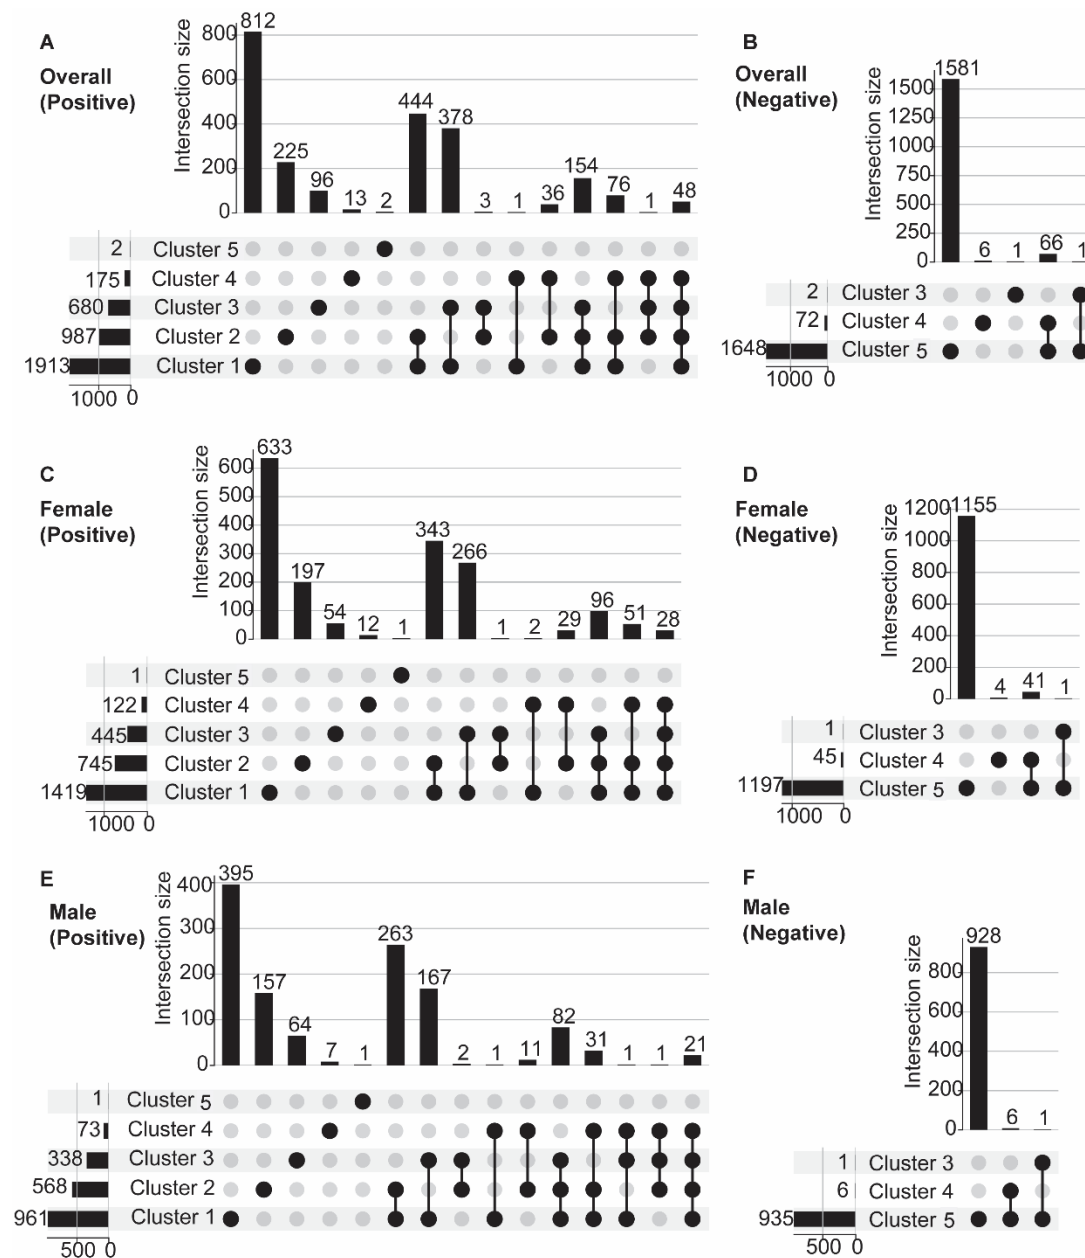 A
Overall
(Positive)
Intersection size
800
600
400
200
0
812 225 96 13 2 444 378 3 1 36 154 76 1 48
2 Cluster 5
175 Cluster 4
680 Cluster 3
987 Cluster 2
1913 Cluster 1
1000 0
B
Overall
(Negative)
Intersection size
1500
1250
1000
750
500
250
0
1581 6 1 66 1
2 Cluster 3
72 Cluster 4
1648 Cluster 5
1000 0
C
Female
(Positive)
Intersection size
600
500
400
300
200
100
0
633 197 54 12 1 343 266 1 2 29 96 51 28
1 Cluster 5
122 Cluster 4
445 Cluster 3
745 Cluster 2
1419 Cluster 1
1000 0
D
Female
(Negative)
Intersection size
1200
1000
800
600
400
200
0
1155 4 41 1
1 Cluster 3
45 Cluster 4
1197 Cluster 5
1000 0
E
Male
(Positive)
Intersection size
400
300
200
100
0
395 157 64 7 1 263 167 2 1 11 82 31 1 1 21
1 Cluster 5
73 Cluster 4
338 Cluster 3
568 Cluster 2
961 Cluster 1
500 0
F
Male
(Negative)
Intersection size
800
600
400
200
0
928 6 1
1 Cluster 3
6 Cluster 4
935 Cluster 5
500 0